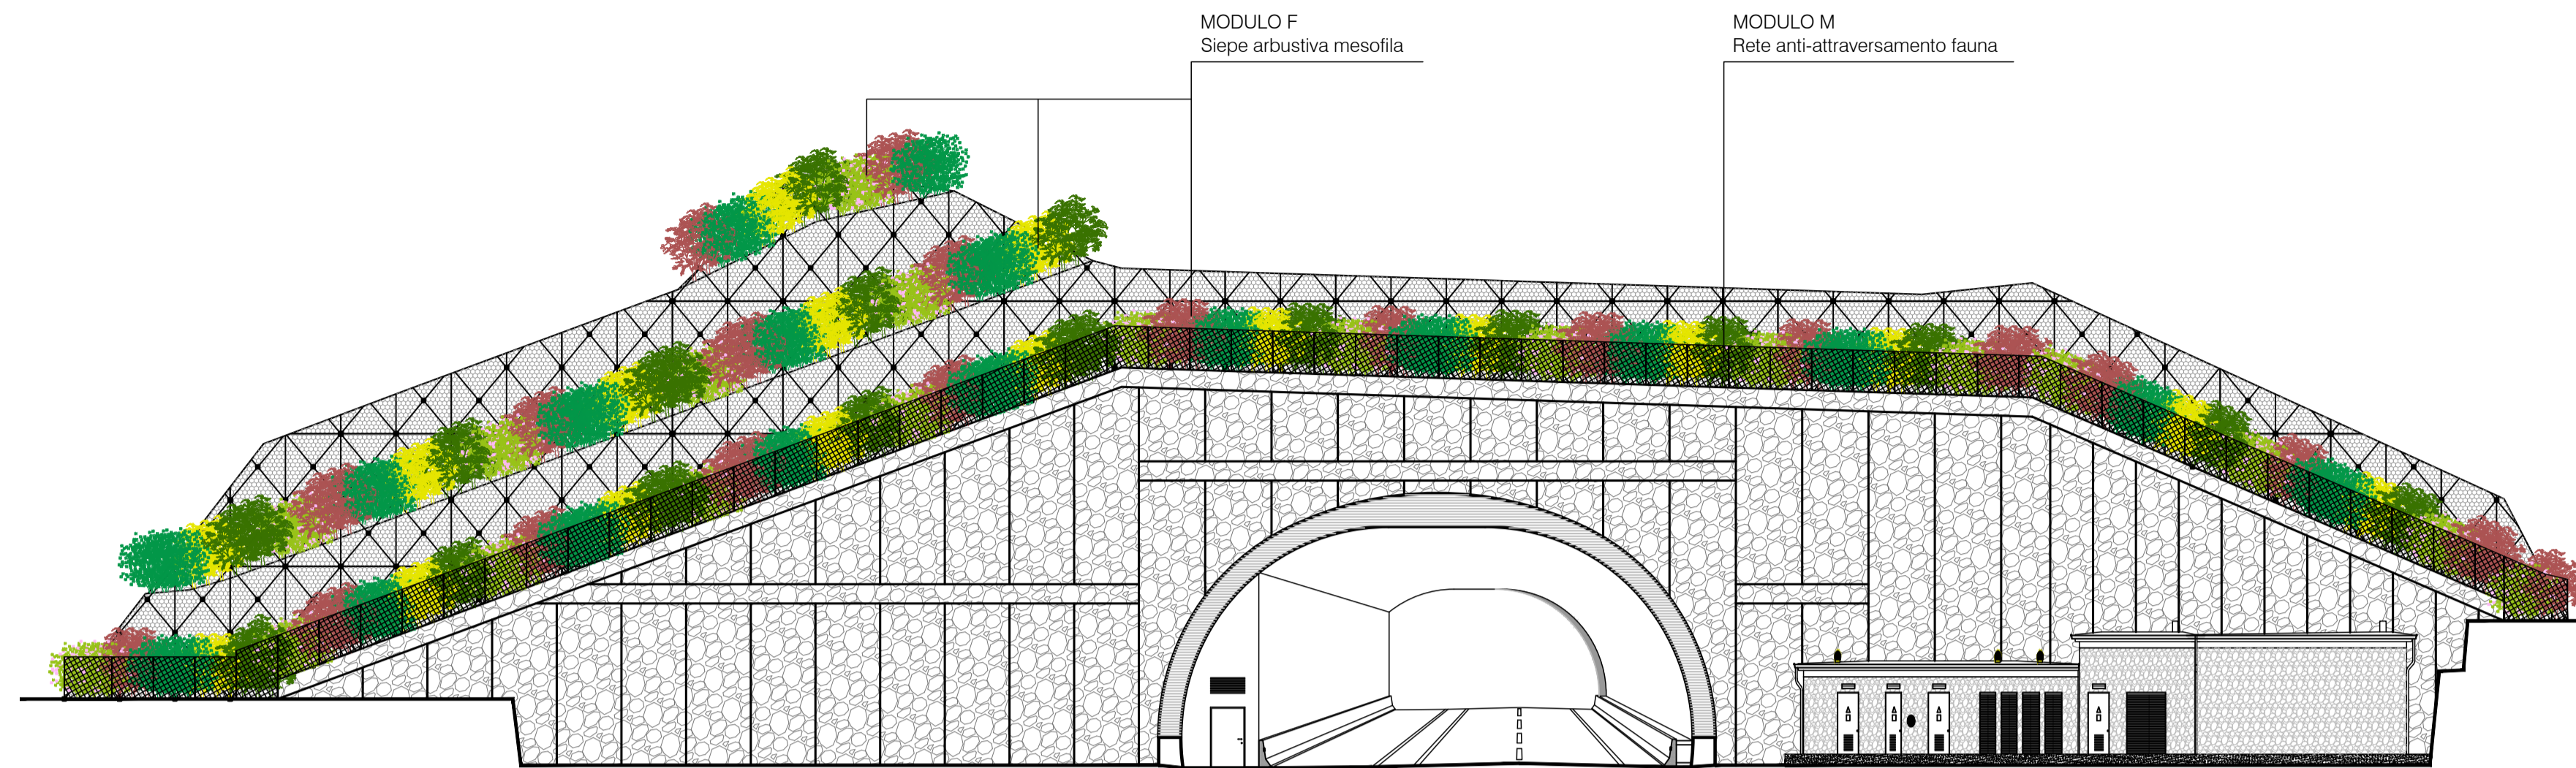 MODULO F
Siepe arbustiva mesofila
MODULO M
Rete anti-attraversamento fauna